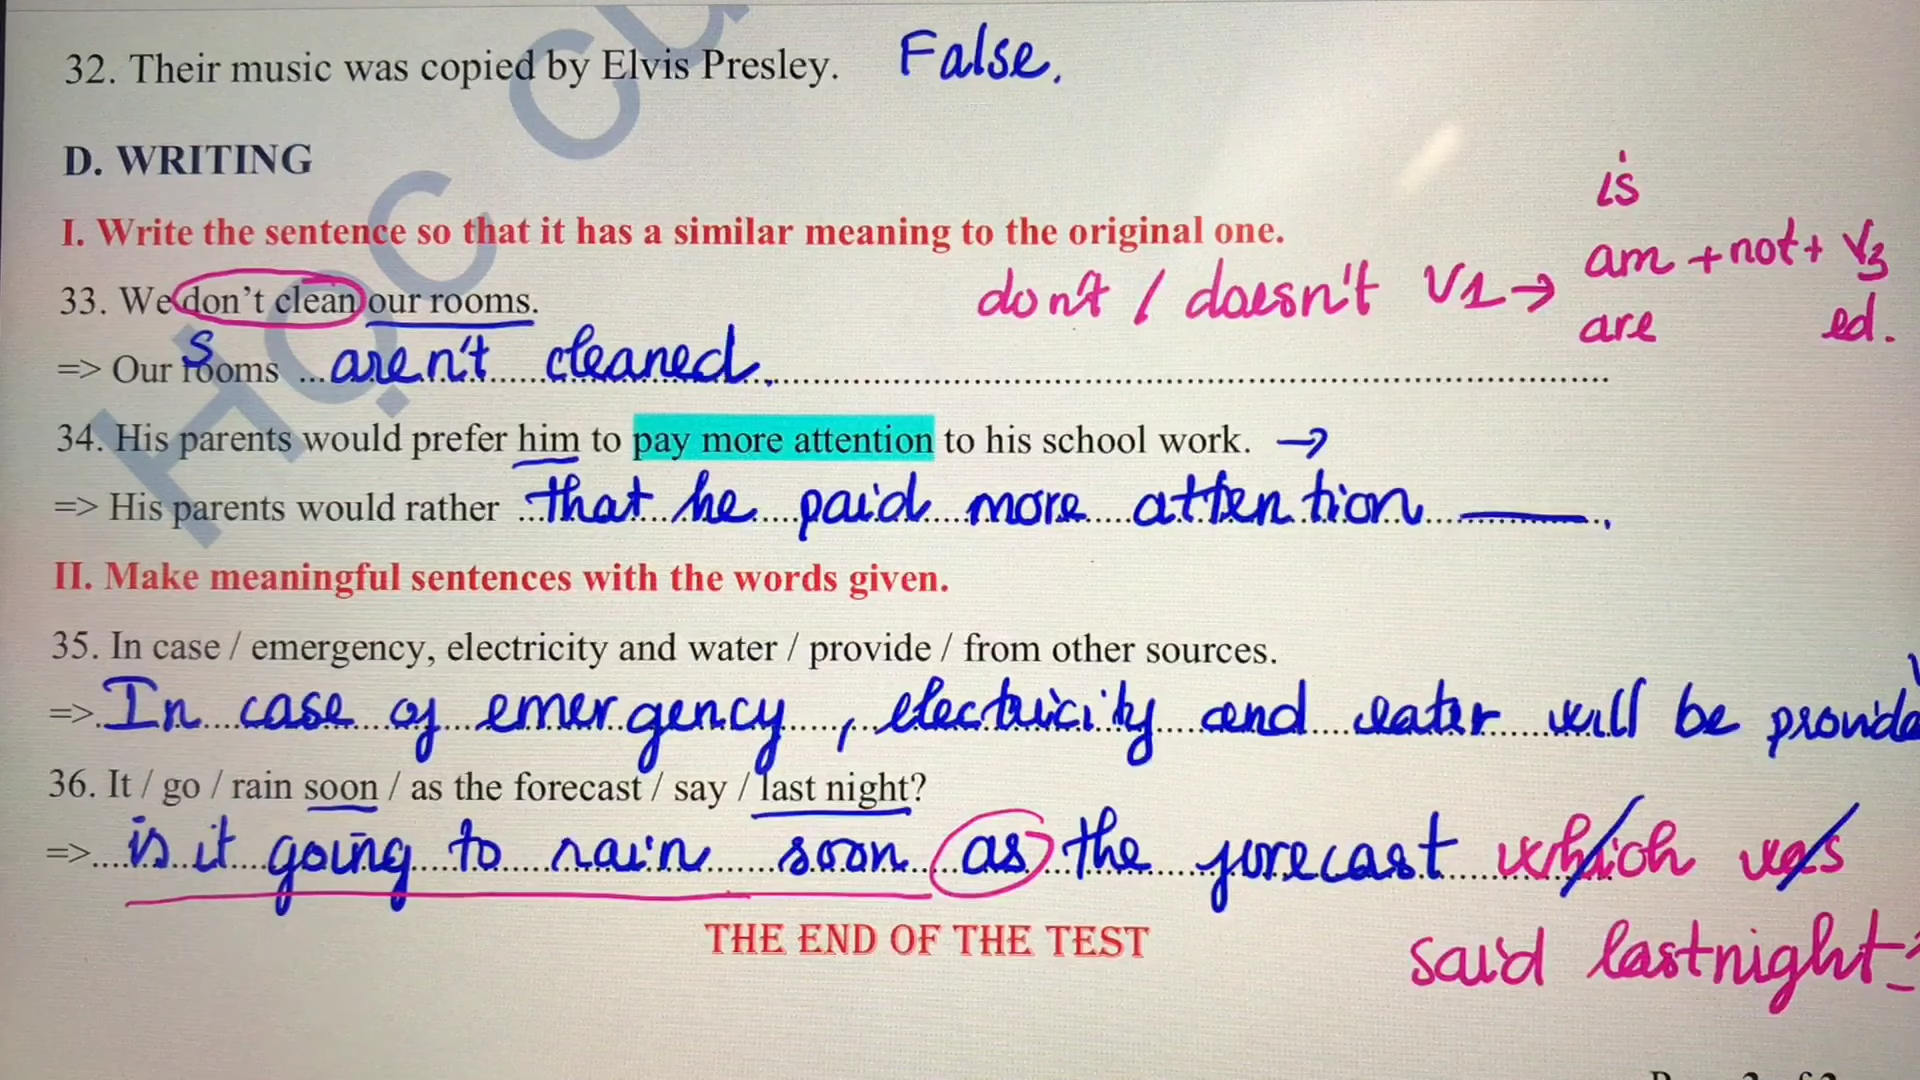 32. Their music was copied by Elvis Presley. False.
D. WRITING
is
I. Write the sentence so that it has a similar meaning to the original one.
am + not + V3
33. We don't clean our rooms. don't / doesn't V1 →
are ed.
S
=> Our rooms ... aren't cleaned.
34. His parents would prefer him to pay more attention to his school work. →
=> His parents would rather that he paid more attention ____.
II. Make meaningful sentences with the words given.
35. In case / emergency, electricity and water / provide / from other sources.
=> In case of emergency, electricity and water will be provide
36. It / go / rain soon / as the forecast / say / last night?
=> is it going to rain soon as the forecast which was
THE END OF THE TEST
said lastnight?
HỌC CU